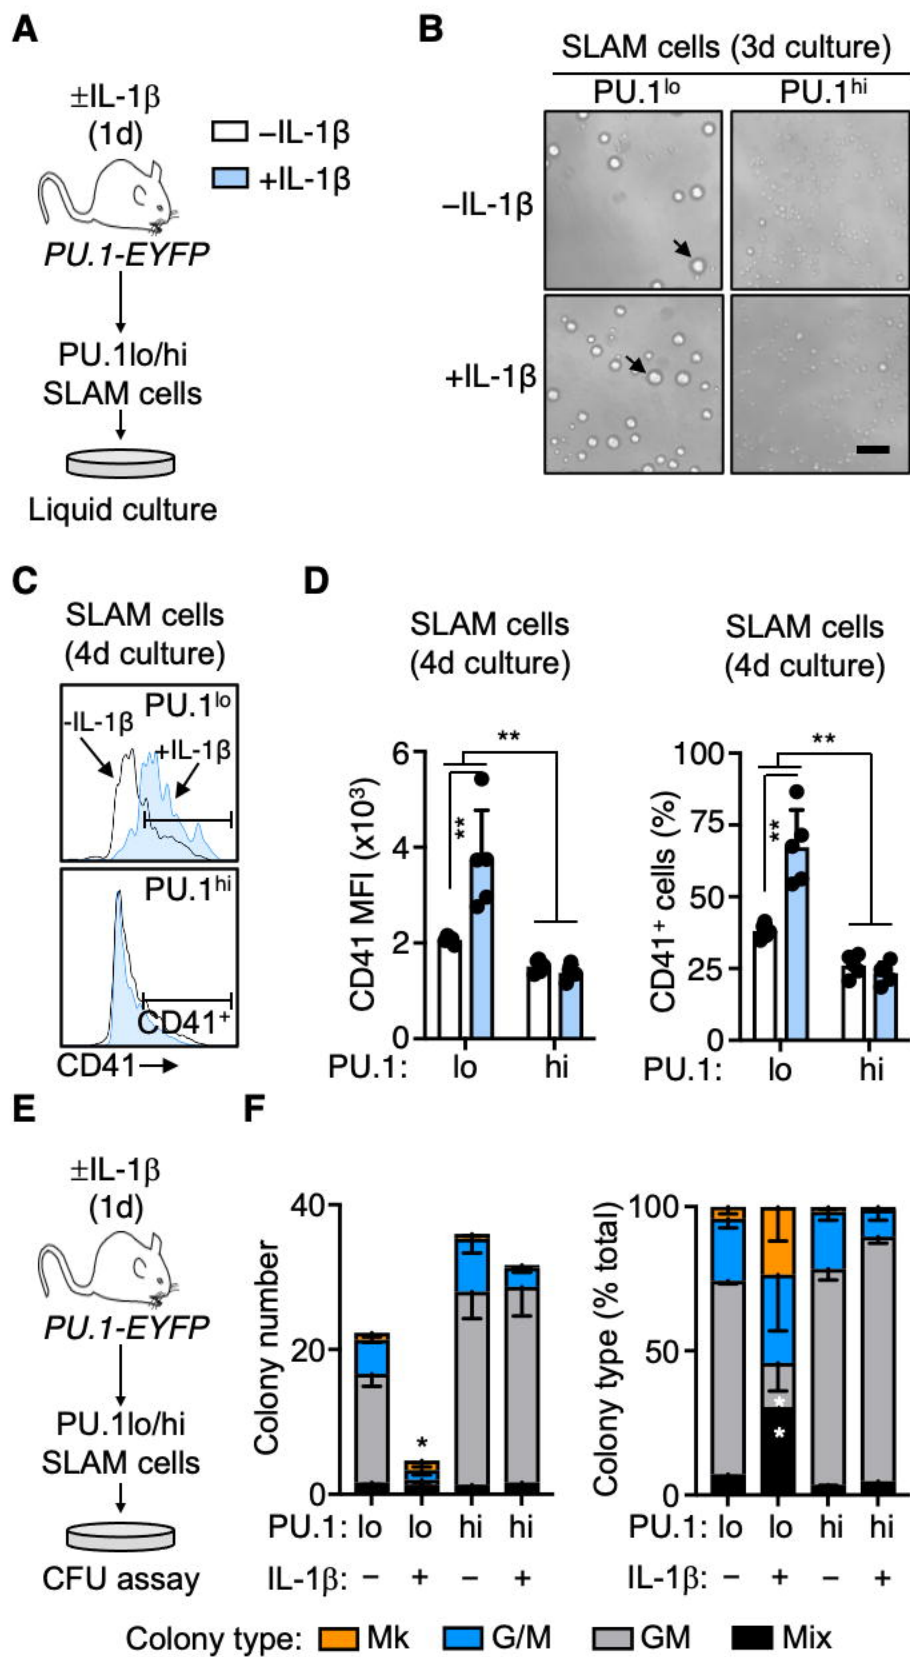 A
±IL-1β
(1d)
–IL-1β
+IL-1β
PU.1-EYFP
PU.1lo/hi
SLAM cells
Liquid culture
B
SLAM cells (3d culture)
PU.1lo
PU.1hi
–IL-1β
+IL-1β
C
SLAM cells
(4d culture)
PU.1lo
-IL-1β
+IL-1β
PU.1hi
CD41+
CD41
D
SLAM cells
(4d culture)
CD41 MFI (x10³)
6
4
2
0
**
**
PU.1:
lo
hi
SLAM cells
(4d culture)
CD41+ cells (%)
100
75
50
25
0
**
**
PU.1:
lo
hi
E
±IL-1β
(1d)
PU.1-EYFP
PU.1lo/hi
SLAM cells
CFU assay
F
Colony number
40
20
0
*
PU.1: lo lo hi hi
IL-1β: – + – +
Colony type (% total)
100
50
0
*
*
PU.1: lo lo hi hi
IL-1β: – + – +
Colony type: Mk G/M GM Mix